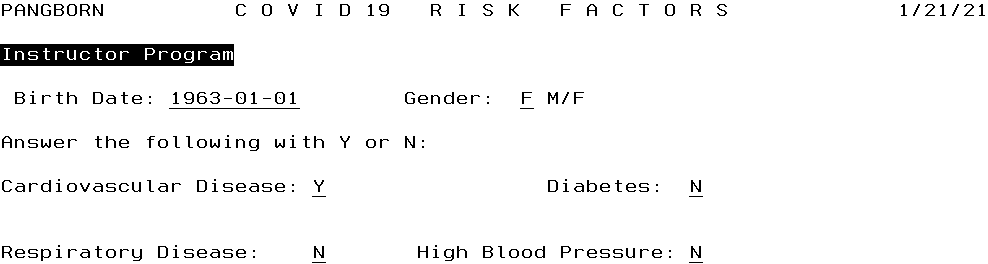 PANGBORN C O V I D 19 R I S K F A C T O R S 1/21/21
Instructor Program
Birth Date: 1963-01-01 Gender: F M/F
Answer the following with Y or N:
Cardiovascular Disease: Y Diabetes: N
Respiratory Disease: N High Blood Pressure: N